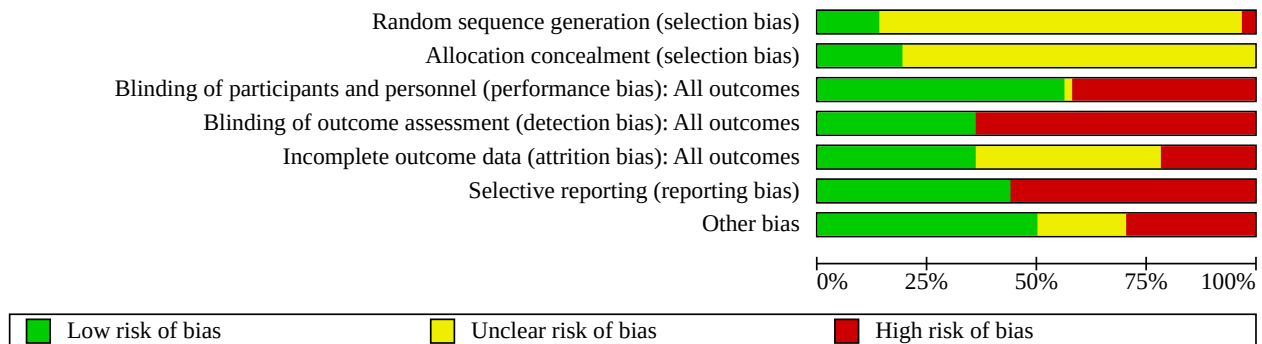 Random sequence generation (selection bias)
Allocation concealment (selection bias)
Blinding of participants and personnel (performance bias): All outcomes
Blinding of outcome assessment (detection bias): All outcomes
Incomplete outcome data (attrition bias): All outcomes
Selective reporting (reporting bias)
Other bias
0% 25% 50% 75% 100%
Low risk of bias Unclear risk of bias High risk of bias